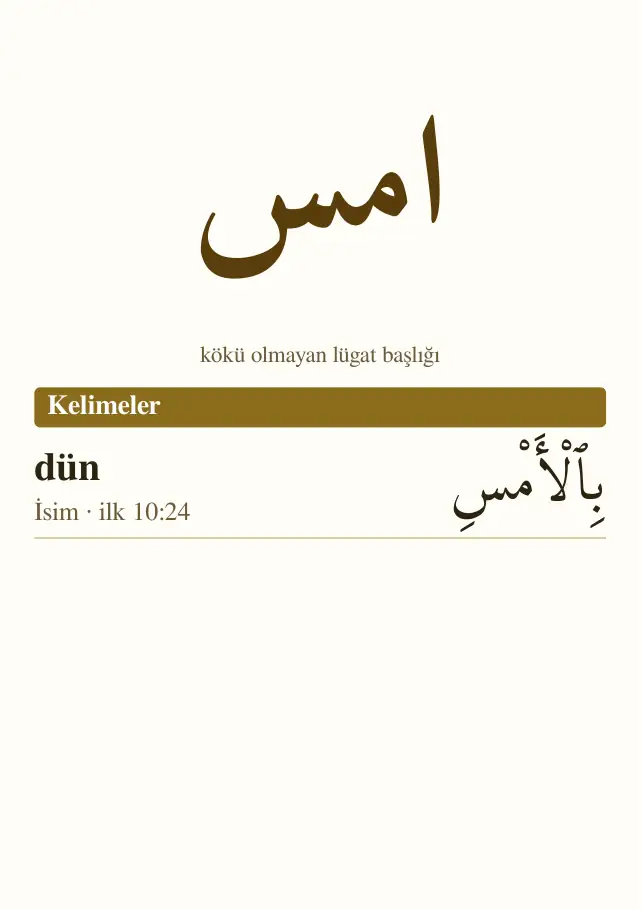 امس
kökü olmayan lügat başlığı
Kelimeler
dün
بِٱلْأَمْسِ
İsim · ilk 10:24